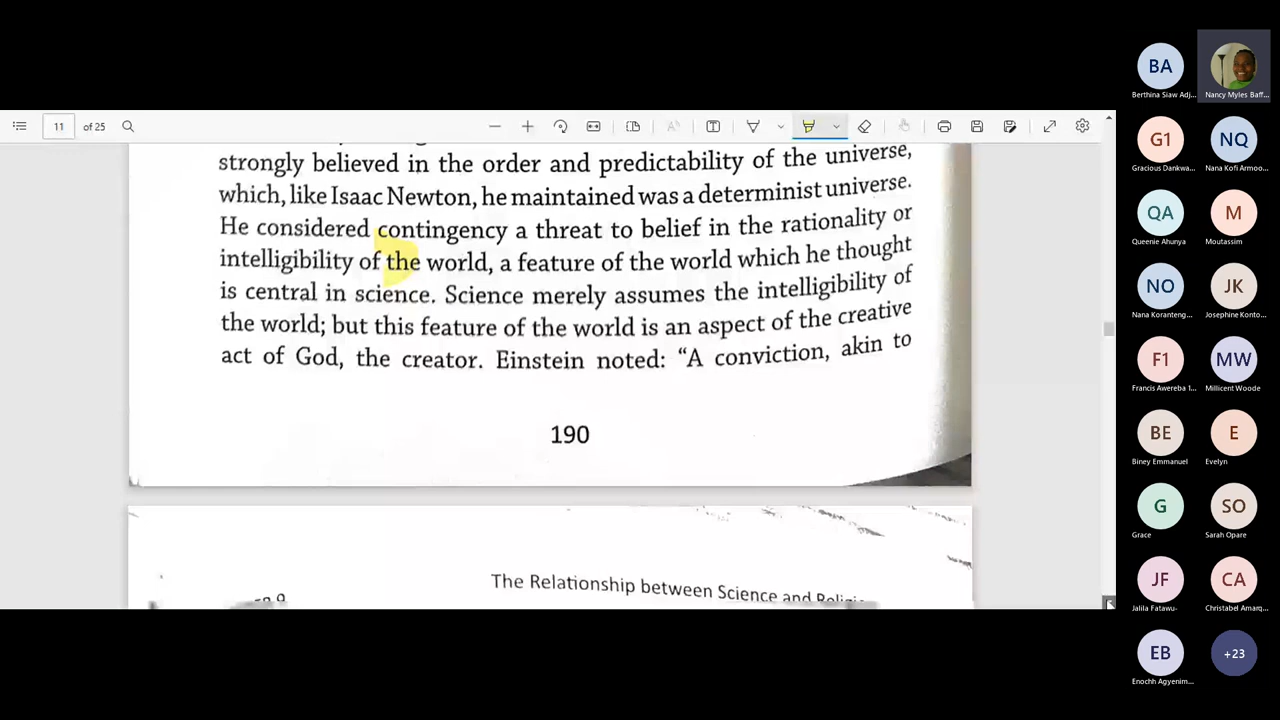 11
of 25
strongly believed in the order and predictability of the universe,
which, like Isaac Newton, he maintained was a determinist universe.
He considered contingency a threat to belief in the rationality or
intelligibility of the world, a feature of the world which he thought
is central in science. Science merely assumes the intelligibility of
the world; but this feature of the world is an aspect of the creative
act of God, the creator. Einstein noted: “A conviction, akin to
190
The Relationship between Science and
BA
Berthina Siaw Adj...
Nancy Myles Baff...
G1
Gracious Dankwa...
NQ
Nana Kofi Armoo...
QA
Queenie Ahunya
M
Moutassim
NO
Nana Koranteng...
JK
Josephine Konto...
F1
Francis Awereba 1...
MW
Millicent Woode
BE
Biney Emmanuel
E
Evelyn
G
Grace
SO
Sarah Opare
JF
Jalila Fatawu-
CA
Christabel Amarq...
EB
Enochh Agyenim...
+23